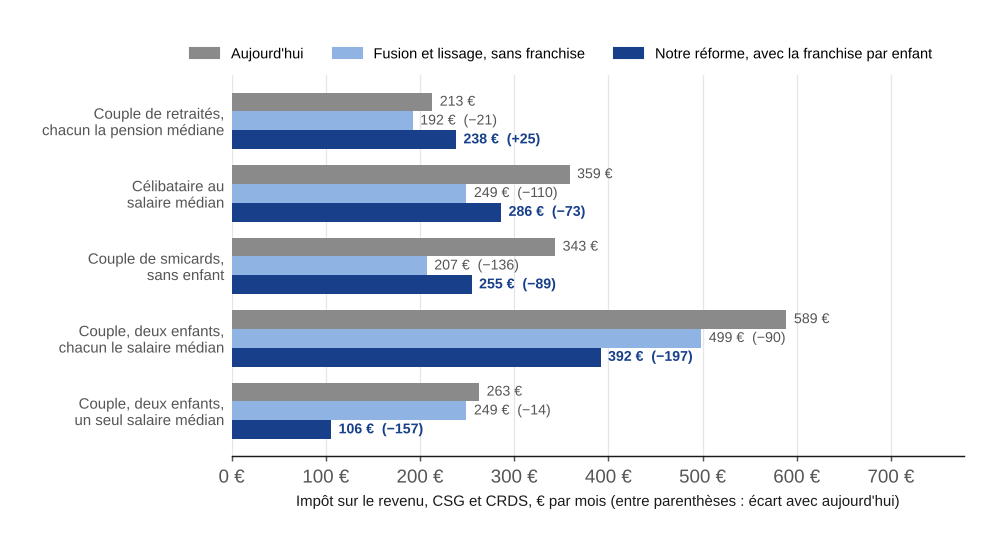 Aujourd'hui
Fusion et lissage, sans franchise
Notre réforme, avec la franchise par enfant
Couple de retraités,
chacun la pension médiane
213 €
192 € (−21)
238 € (+25)
Célibataire au
salaire médian
359 €
249 € (−110)
286 € (−73)
Couple de smicards,
sans enfant
343 €
207 € (−136)
255 € (−89)
Couple, deux enfants,
chacun le salaire médian
589 €
499 € (−90)
392 € (−197)
Couple, deux enfants,
un seul salaire médian
263 €
249 € (−14)
106 € (−157)
0 € 100 € 200 € 300 € 400 € 500 € 600 € 700 €
Impôt sur le revenu, CSG et CRDS, € par mois (entre parenthèses : écart avec aujourd'hui)